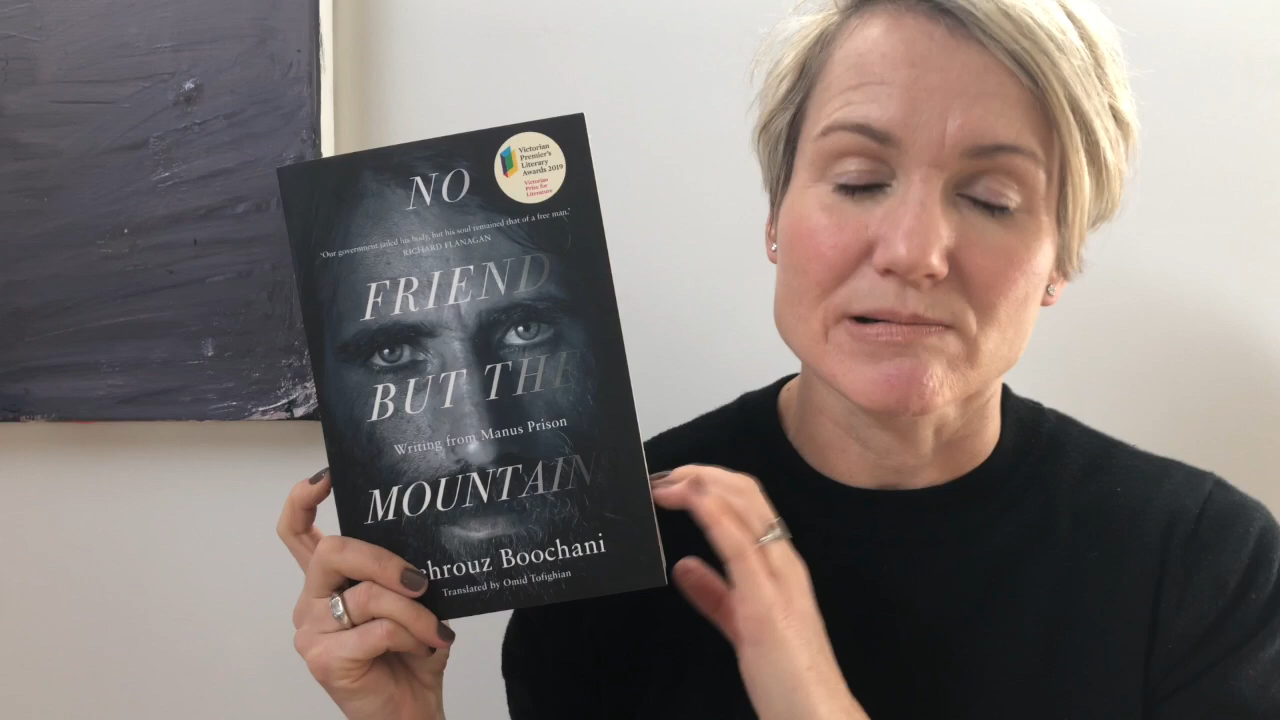 NO
Victorian
Premier's
Literary
Awards 2019
Victorian
Prize for
Literature
'Our government jailed his body, but his soul remained that of a free man.'
RICHARD FLANAGAN
FRIEND
BUT THE
Writing from Manus Prison
MOUNTAIN
ehrouz Boochani
Translated by Omid Tofighian